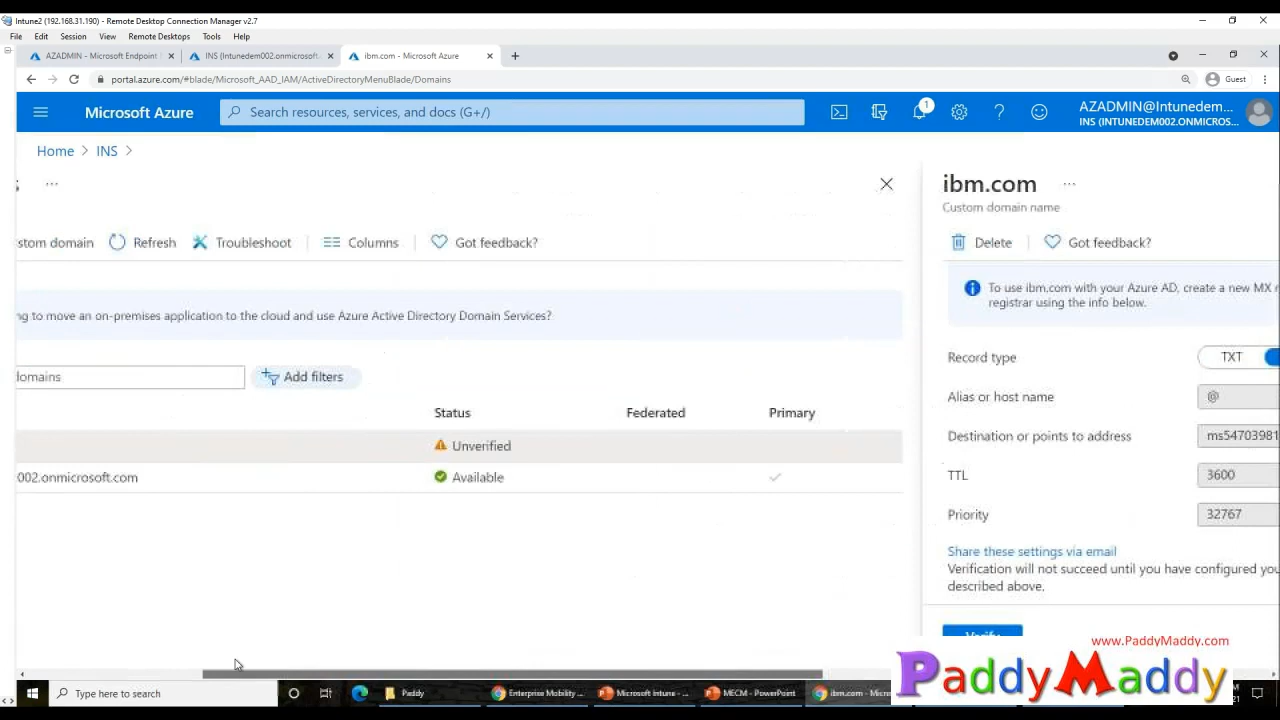 Intune2 (192.168.31.190) - Remote Desktop Connection Manager v2.7
File Edit Session View Remote Desktops Tools Help
AZADMIN - Microsoft Endpoint
INS (Intunedem002.onmicrosoft.
ibm.com - Microsoft Azure
portal.azure.com/#blade/Microsoft_AAD_IAM/ActiveDirectoryMenuBlade/Domains
Guest
Microsoft Azure
Search resources, services, and docs (G+/)
1
AZADMIN@Intunedem...
INS (INTUNEDEM002.ONMICROS...
Home > INS >
s ...
ibm.com ...
Custom domain name
stom domain Refresh Troubleshoot Columns Got feedback?
Delete Got feedback?
ng to move an on-premises application to the cloud and use Azure Active Directory Domain Services?
To use ibm.com with your Azure AD, create a new MX r
registrar using the info below.
domains
Add filters
Status Federated Primary
Unverified
002.onmicrosoft.com Available
Record type TXT
Alias or host name @
Destination or points to address ms54703981
TTL 3600
Priority 32767
Share these settings via email
Verification will not succeed until you have configured you
described above.
Verify
www.PaddyMaddy.com
PaddyMaddy
Type here to search
Paddy
Enterprise Mobility ...
Microsoft Intune - ...
MECM - PowerPoint
ibm.com - Micros